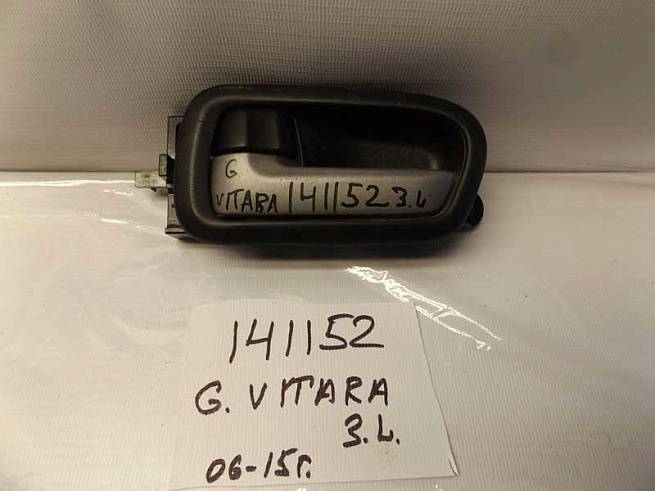 G
VITARA 141152 3.L
141152
G. VITARA
3.L.
06-15г.